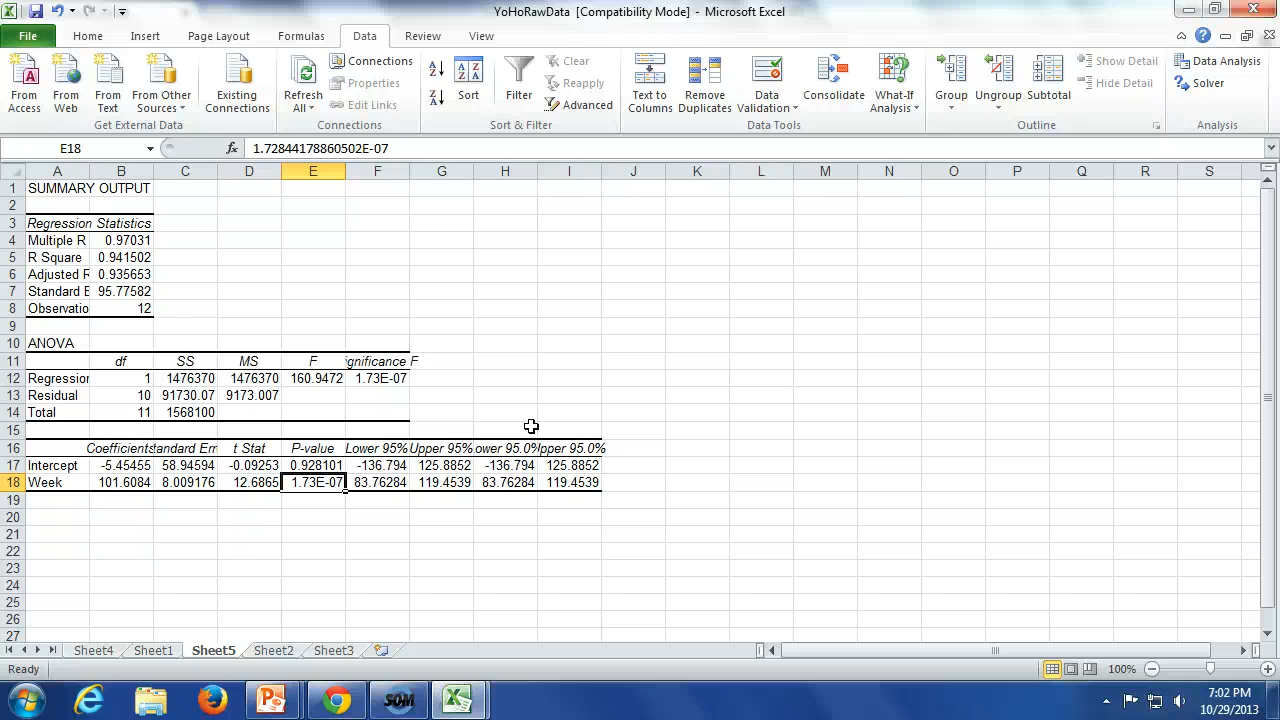 YoHoRawData [Compatibility Mode] - Microsoft Excel
File Home Insert Page Layout Formulas Data Review View
From Access
From Web
From Text
From Other Sources
Existing Connections
Get External Data
Refresh All
Connections
Properties
Edit Links
Connections
Sort
Filter
Clear
Reapply
Advanced
Sort & Filter
Text to Columns
Remove Duplicates
Data Validation
Consolidate
What-If Analysis
Data Tools
Group
Ungroup
Subtotal
Show Detail
Hide Detail
Outline
Data Analysis
Solver
Analysis
E18 fx 1.72844178860502E-07
A B C D E F G H I J K L M N O P Q R S
1 SUMMARY OUTPUT
2
3 Regression Statistics
4 Multiple R 0.97031
5 R Square 0.941502
6 Adjusted R 0.935653
7 Standard E 95.77582
8 Observatio 12
9
10 ANOVA
11 df SS MS F ignificance F
12 Regression 1 1476370 1476370 160.9472 1.73E-07
13 Residual 10 91730.07 9173.007
14 Total 11 1568100
15
16 Coefficients tandard Err t Stat P-value Lower 95% Upper 95% ower 95.0% pper 95.0%
17 Intercept -5.45455 58.94594 -0.09253 0.928101 -136.794 125.8852 -136.794 125.8852
18 Week 101.6084 8.009176 12.6865 1.73E-07 83.76284 119.4539 83.76284 119.4539
19
20
21
22
23
24
25
26
27
Sheet4 Sheet1 Sheet5 Sheet2 Sheet3
Ready 100%
SOM
7:02 PM
10/29/2013